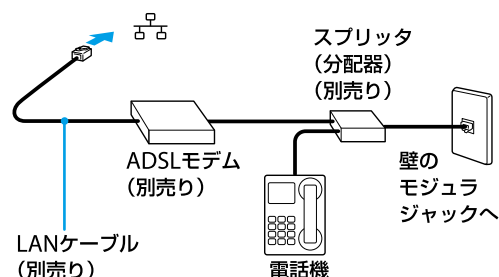 スプリッタ
（分配器）
（別売り）
ADSLモデム
（別売り）
壁の
モジュラ
ジャックへ
LANケーブル
（別売り）
電話機